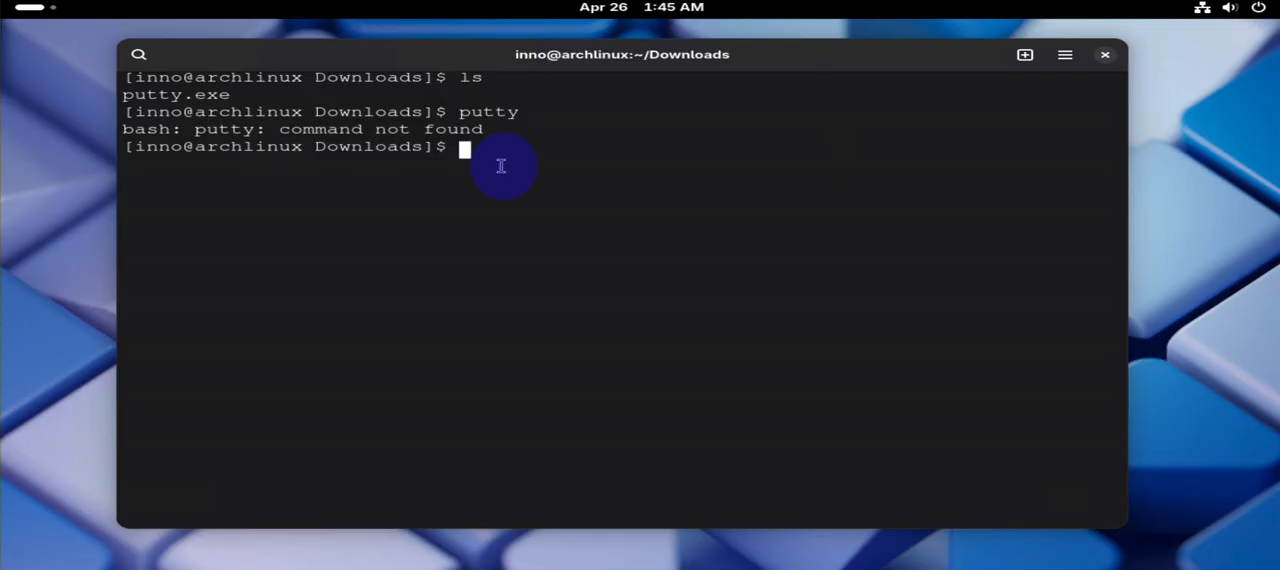 Apr 26 1:45 AM
inno@archlinux:~/Downloads
[inno@archlinux Downloads]$ ls
putty.exe
[inno@archlinux Downloads]$ putty
bash: putty: command not found
[inno@archlinux Downloads]$